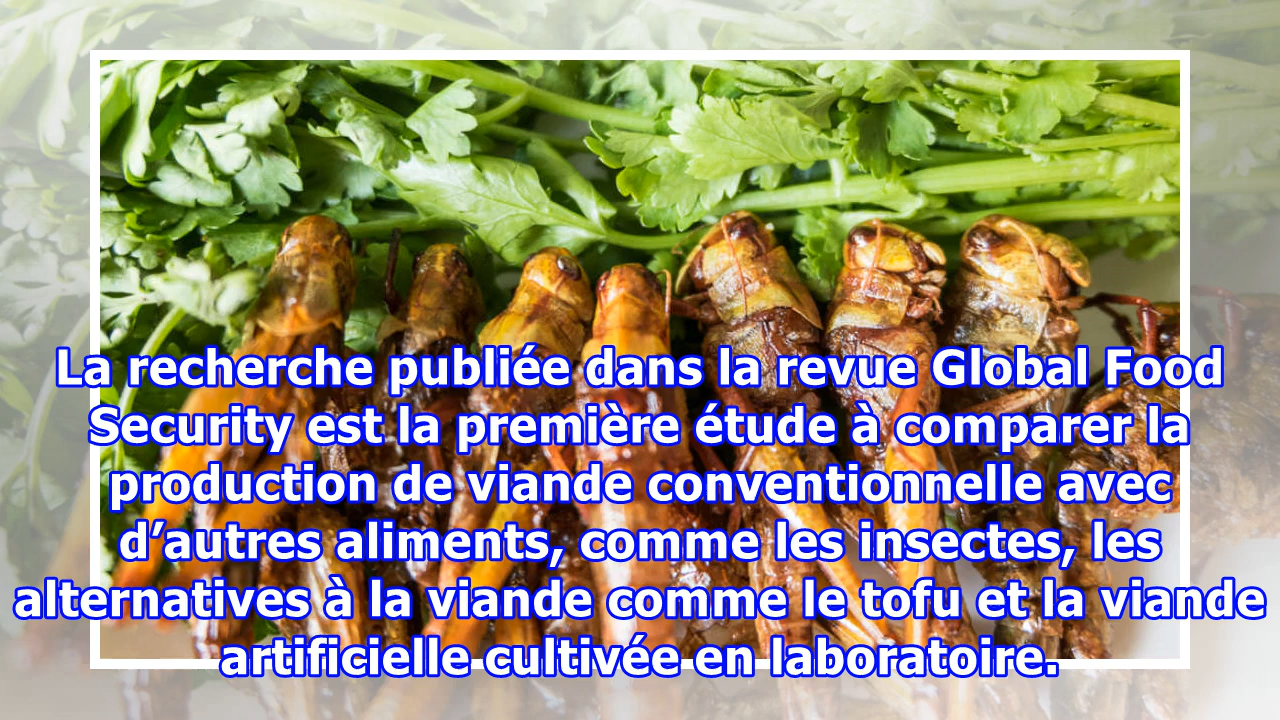 La recherche publiée dans la revue Global Food
Security est la première étude à comparer la
production de viande conventionnelle avec
d’autres aliments, comme les insectes, les
alternatives à la viande comme le tofu et la viande
artificielle cultivée en laboratoire.